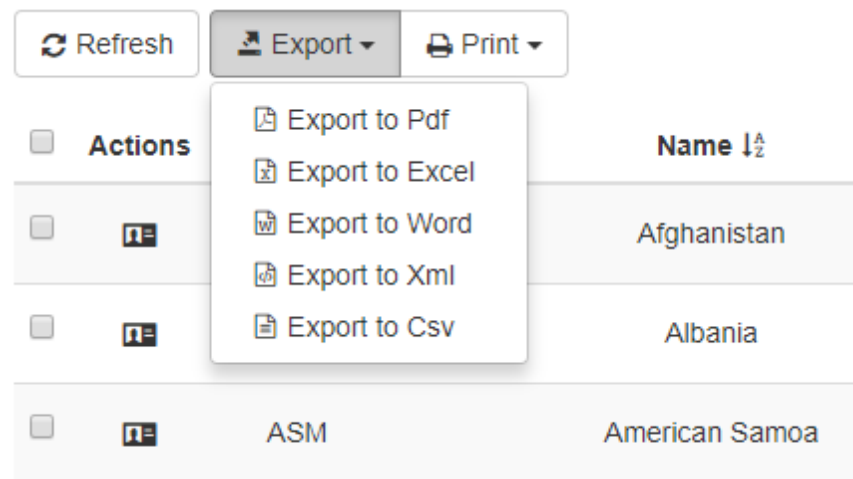 Refresh Export Print
Export to Pdf
Actions Name
Export to Excel
Export to Word
Afghanistan
Export to Xml
Export to Csv
Albania
ASM American Samoa